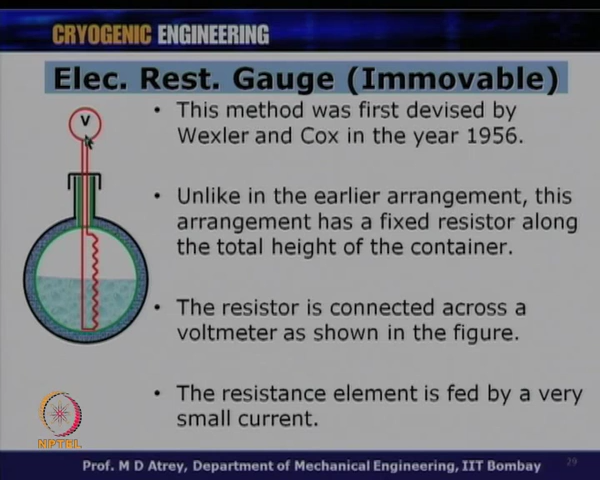 CRYOGENIC ENGINEERING
Elec. Rest. Gauge (Immovable)
V
• This method was first devised by
Wexler and Cox in the year 1956.
• Unlike in the earlier arrangement, this
arrangement has a fixed resistor along
the total height of the container.
• The resistor is connected across a
voltmeter as shown in the figure.
• The resistance element is fed by a very
small current.
NPTEL
Prof. M D Atrey, Department of Mechanical Engineering, IIT Bombay
29